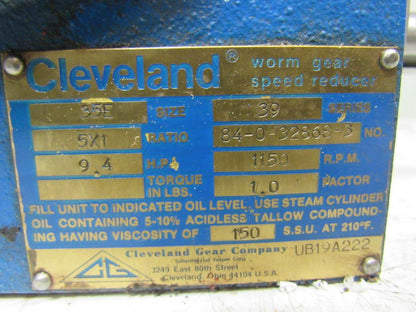 Cleveland® worm gear
speed reducer
35E SIZE 39 SERIES
5X1 RATIO 84-0-32868-3 NO.
9.4 H.P. 1150 R.P.M.
TORQUE IN LBS. 1.0 FACTOR
FILL UNIT TO INDICATED OIL LEVEL, USE STEAM CYLINDER
OIL CONTAINING 5-10% ACIDLESS TALLOW COMPOUND-
ING HAVING VISCOSITY OF 150 S.S.U. AT 210°F.
CG Cleveland Gear Company UB19A222
3249 East 80th Street
Cleveland, Ohio 44104 U.S.A.